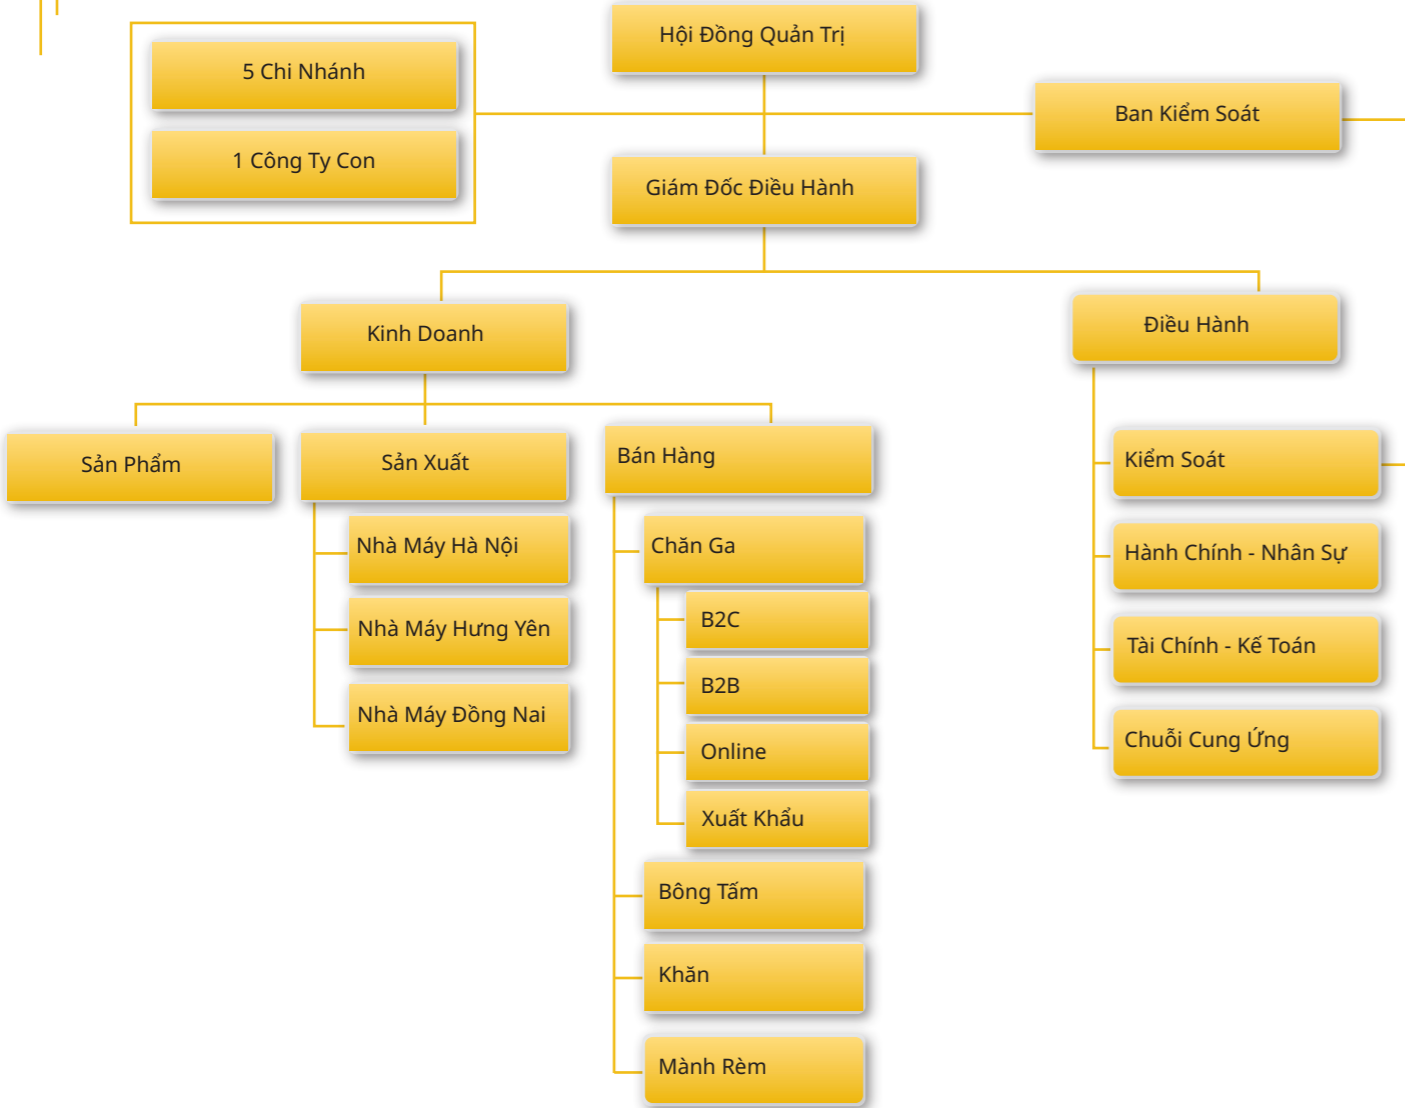 Hội Đồng Quản Trị
5 Chi Nhánh
1 Công Ty Con
Ban Kiểm Soát
Giám Đốc Điều Hành
Kinh Doanh
Điều Hành
Sản Phẩm
Sản Xuất
Nhà Máy Hà Nội
Nhà Máy Hưng Yên
Nhà Máy Đồng Nai
Bán Hàng
Chăn Ga
B2C
B2B
Online
Xuất Khẩu
Bông Tấm
Khăn
Mành Rèm
Kiểm Soát
Hành Chính - Nhân Sự
Tài Chính - Kế Toán
Chuỗi Cung Ứng